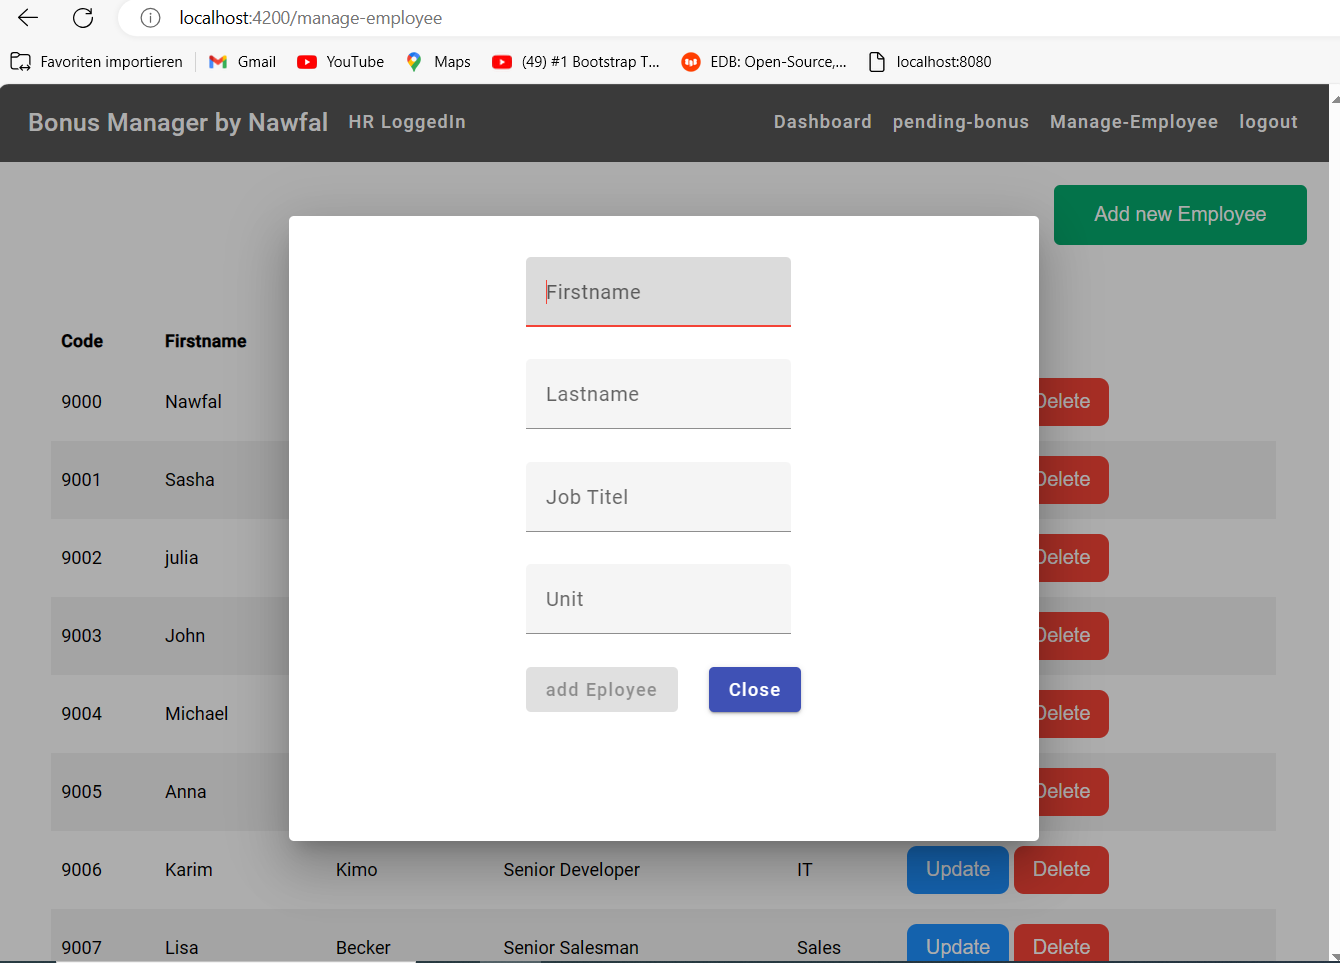 localhost:4200/manage-employee
Favoriten importieren Gmail YouTube Maps (49) #1 Bootstrap T... EDB: Open-Source,... localhost:8080
Bonus Manager by Nawfal HR LoggedIn Dashboard pending-bonus Manage-Employee logout
Add new Employee
Firstname
Lastname
Job Titel
Unit
add Eployee Close
Code Firstname
9000 Nawfal Delete
9001 Sasha Delete
9002 julia Delete
9003 John Delete
9004 Michael Delete
9005 Anna Delete
9006 Karim Kimo Senior Developer IT Update Delete
9007 Lisa Becker Senior Salesman Sales Update Delete